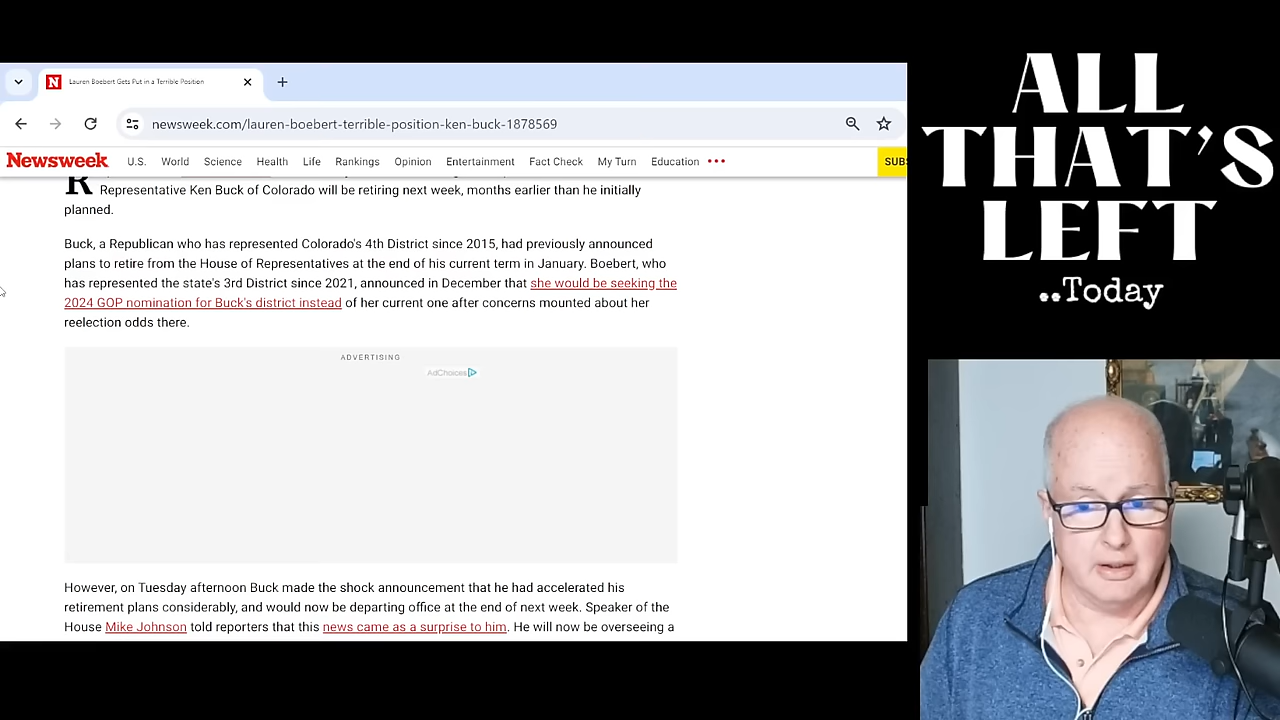 Lauren Boebert Gets Put in a Terrible Position
newsweek.com/lauren-boebert-terrible-position-ken-buck-1878569
Newsweek U.S. World Science Health Life Rankings Opinion Entertainment Fact Check My Turn Education ••• SUBS
R Representative Ken Buck of Colorado will be retiring next week, months earlier than he initially
planned.
Buck, a Republican who has represented Colorado's 4th District since 2015, had previously announced
plans to retire from the House of Representatives at the end of his current term in January. Boebert, who
has represented the state's 3rd District since 2021, announced in December that she would be seeking the
2024 GOP nomination for Buck's district instead of her current one after concerns mounted about her
reelection odds there.
ADVERTISING
AdChoices
However, on Tuesday afternoon Buck made the shock announcement that he had accelerated his
retirement plans considerably, and would now be departing office at the end of next week. Speaker of the
House Mike Johnson told reporters that this news came as a surprise to him. He will now be overseeing a
ALL
THAT'S
LEFT
..Today